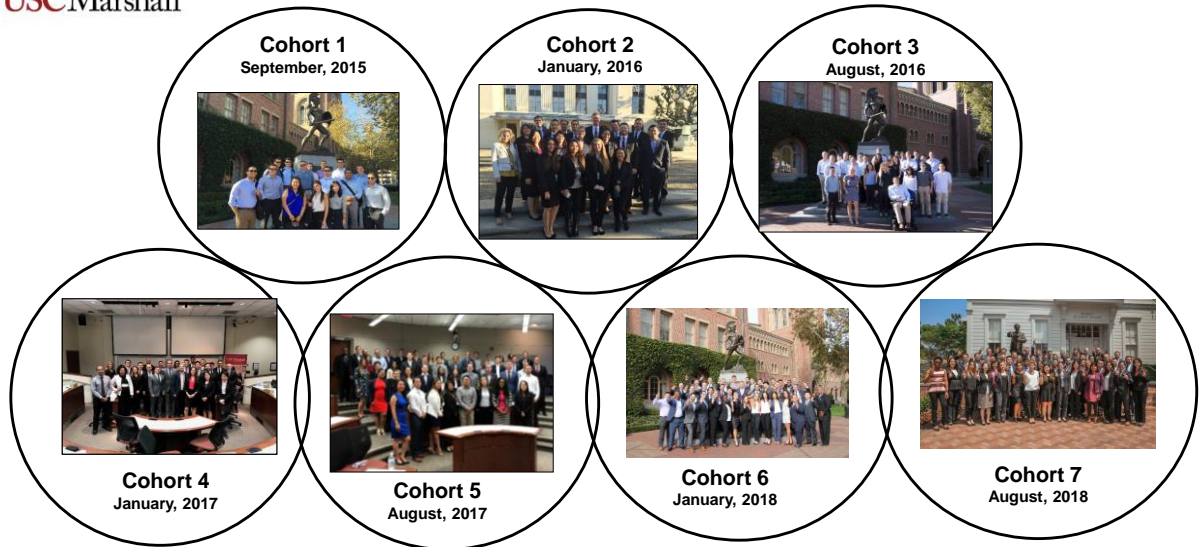 USC Marshall
Cohort 1
September, 2015
Cohort 2
January, 2016
Cohort 3
August, 2016
Cohort 4
January, 2017
Cohort 5
August, 2017
Cohort 6
January, 2018
Cohort 7
August, 2018